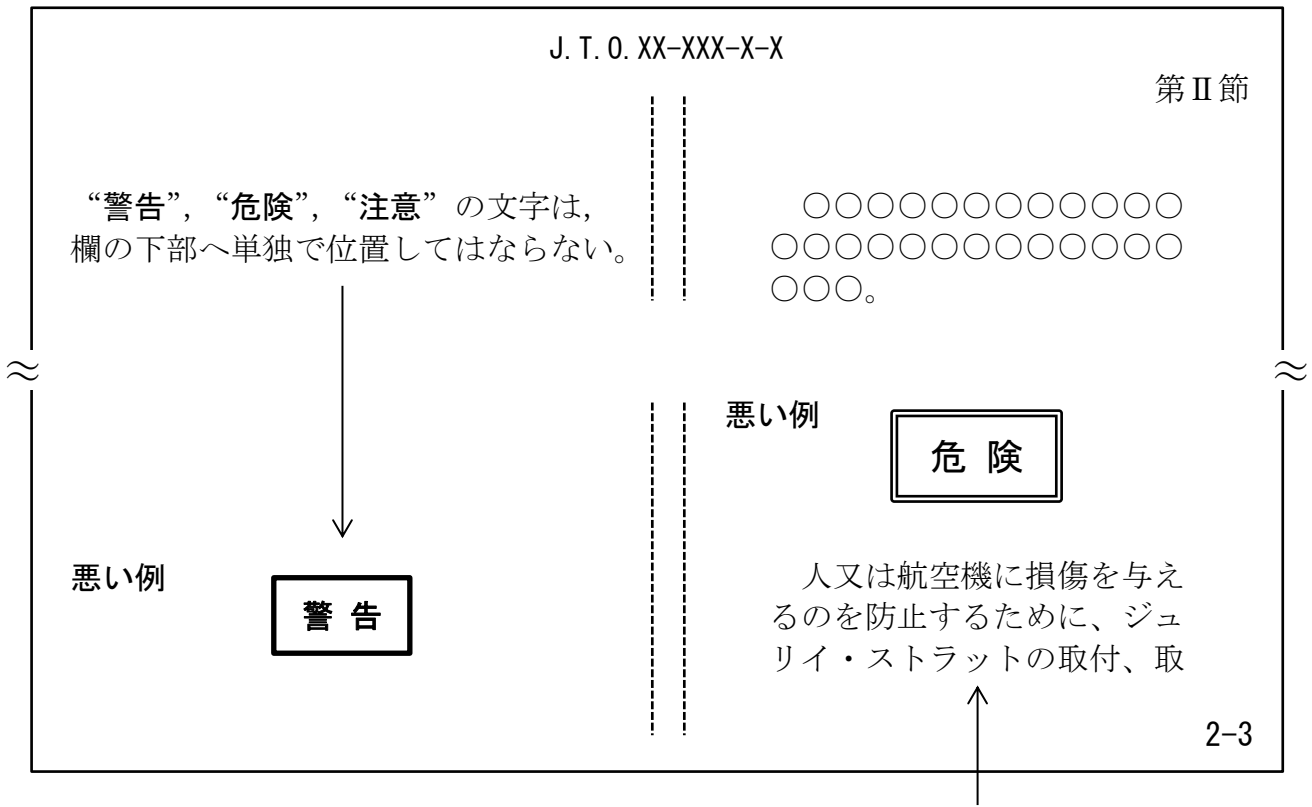 J.T.O.XX-XXX-X-X
第Ⅱ節
“警告”，“危険”，“注意”の文字は，
欄の下部へ単独で位置してはならない。
悪い例
警 告
○○○○○○○○○○○○
○○○○○○○○○○○○○
○○○。
悪い例
危 険
人又は航空機に損傷を与え
るのを防止するために、ジュ
リイ・ストラットの取付、取
2-3